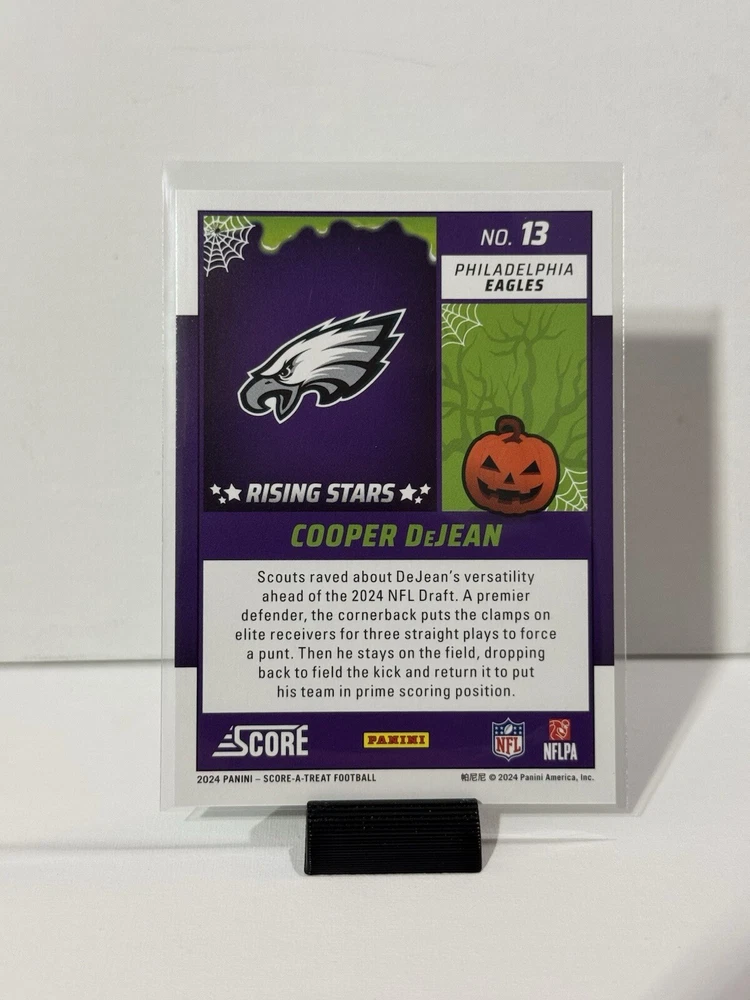 NO. 13
PHILADELPHIA
EAGLES
RISING STARS
COOPER DeJEAN
Scouts raved about DeJean's versatility
ahead of the 2024 NFL Draft. A premier
defender, the cornerback puts the clamps on
elite receivers for three straight plays to force
a punt. Then he stays on the field, dropping
back to field the kick and return it to put
his team in prime scoring position.
SCORE
PANINI
NFL
NFLPA
2024 PANINI – SCORE-A-TREAT FOOTBALL
帕尼尼 © 2024 Panini America, Inc.